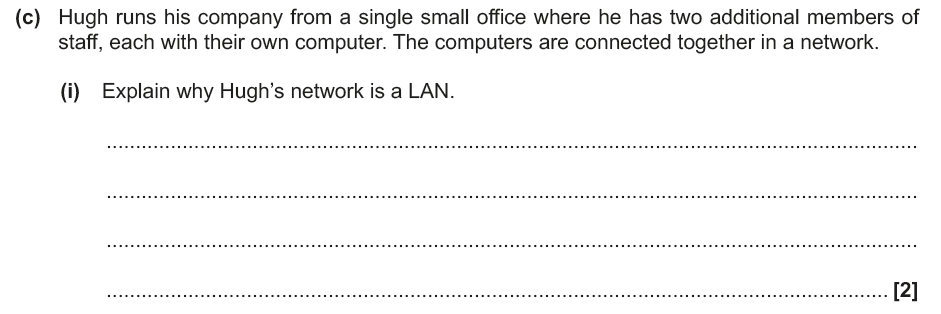 (c) Hugh runs his company from a single small office where he has two additional members of
staff, each with their own computer. The computers are connected together in a network.
(i) Explain why Hugh’s network is a LAN.
[2]